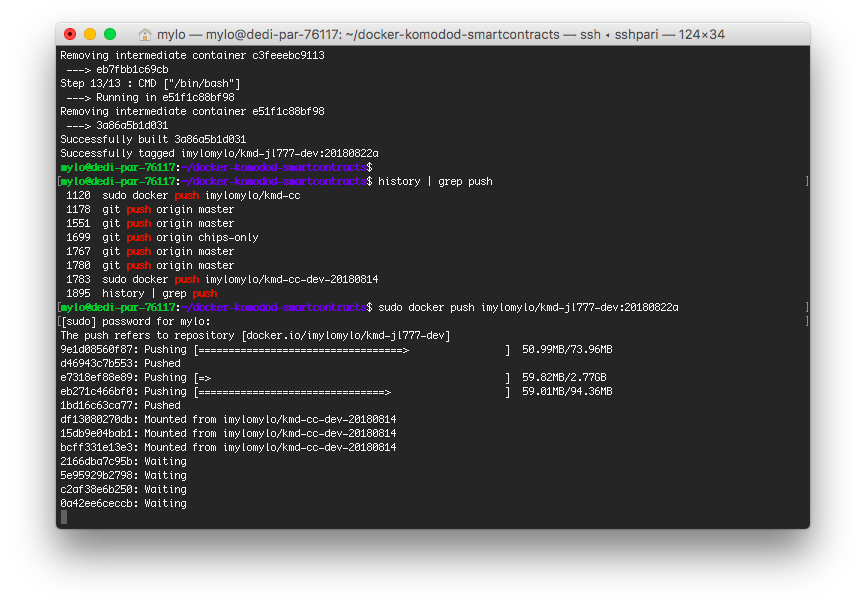 mylo — mylo@dedi-par-76117: ~/docker-komodod-smartcontracts — ssh ◂ sshpari — 124×34
Removing intermediate container c3feeebc9113
 ---> eb7fbb1c69cb
Step 13/13 : CMD ["/bin/bash"]
 ---> Running in e51f1c88bf98
Removing intermediate container e51f1c88bf98
 ---> 3a86a5b1d031
Successfully built 3a86a5b1d031
Successfully tagged imylomylo/kmd-jl777-dev:20180822a
mylo@dedi-par-76117:~/docker-komodod-smartcontracts$
[mylo@dedi-par-76117:~/docker-komodod-smartcontracts$ history | grep push ]
 1120  sudo docker push imylomylo/kmd-cc
 1178  git push origin master
 1551  git push origin master
 1699  git push origin chips-only
 1767  git push origin master
 1780  git push origin master
 1783  sudo docker push imylomylo/kmd-cc-dev-20180814
 1895  history | grep push
[mylo@dedi-par-76117:~/docker-komodod-smartcontracts$ sudo docker push imylomylo/kmd-jl777-dev:20180822a ]
[[sudo] password for mylo: ]
The push refers to repository [docker.io/imylomylo/kmd-jl777-dev]
9e1d08560f87: Pushing [==================================>                ]  50.99MB/73.96MB
d46943c7b553: Pushed
e7318ef88e89: Pushing [=>                                                 ]  59.82MB/2.77GB
eb271c466bf0: Pushing [===============================>                   ]  59.01MB/94.36MB
1bd16c63ca77: Pushed
df13080270db: Mounted from imylomylo/kmd-cc-dev-20180814
15db9e04bab1: Mounted from imylomylo/kmd-cc-dev-20180814
bcff331e13e3: Mounted from imylomylo/kmd-cc-dev-20180814
2166dba7c95b: Waiting
5e95929b2798: Waiting
c2af38e6b250: Waiting
0a42ee6ceccb: Waiting